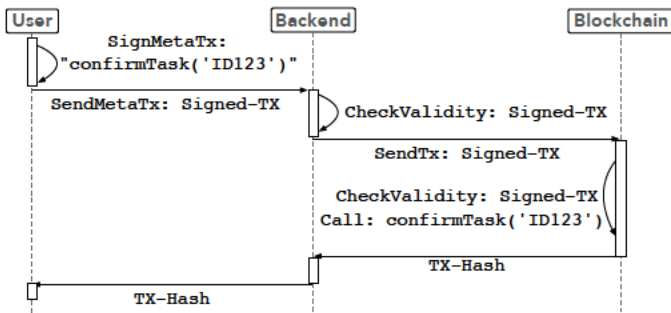 User
Backend
Blockchain
SignMetaTx:
"confirmTask('ID123')"
SendMetaTx: Signed-TX
CheckValidity: Signed-TX
SendTx: Signed-TX
CheckValidity: Signed-TX
Call: confirmTask('ID123')
TX-Hash
TX-Hash